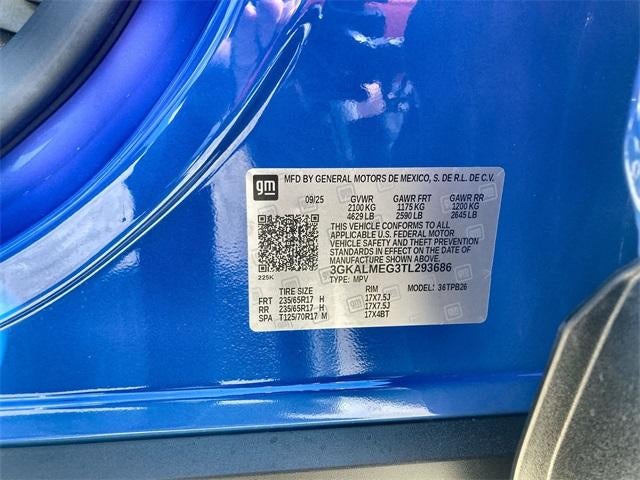 gm MFD BY GENERAL MOTORS DE MEXICO, S. DE R.L. DE C.V.
09/25 GVWR GAWR FRT GAWR RR
2100 KG 1175 KG 1200 KG
4629 LB 2590 LB 2645 LB
THIS VEHICLE CONFORMS TO ALL
APPLICABLE U.S. FEDERAL MOTOR
VEHICLE SAFETY AND THEFT PREVENTION
STANDARDS IN EFFECT ON THE DATE OF
MANUFACTURE SHOWN ABOVE.
3GKALMEG3TL293686
225K TYPE: MPV MODEL: 36TPB26
TIRE SIZE RIM
FRT 235/65R17 H 17X7.5J
RR 235/65R17 H 17X7.5J
SPA T125/70R17 M 17X4BT